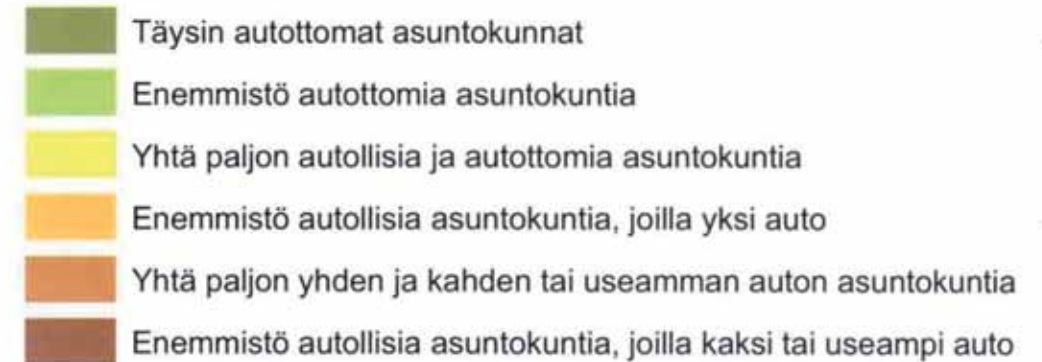 Täysin autottomat asuntokunnat
Enemmistö autottomia asuntokuntia
Yhtä paljon autollisia ja autottomia asuntokuntia
Enemmistö autollisia asuntokuntia, joilla yksi auto
Yhtä paljon yhden ja kahden tai useamman auton asuntokuntia
Enemmistö autollisia asuntokuntia, joilla kaksi tai useampi auto